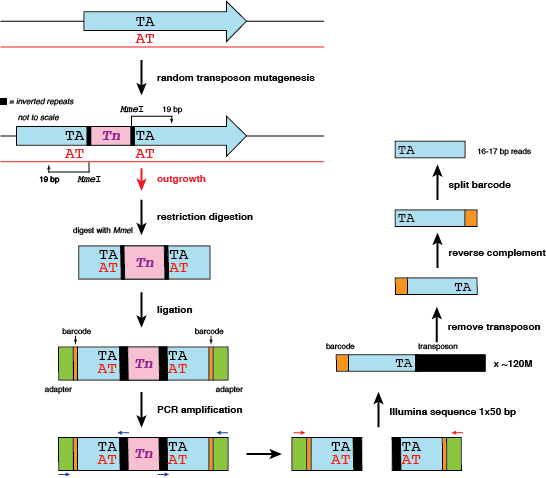 TA
AT
random transposon mutagenesis
= inverted repeats
not to scale
MmeI
19 bp
TA Tn TA
AT AT
19 bp MmeI
outgrowth
restriction digestion
digest with MmeI
TA Tn TA
AT AT
ligation
barcode barcode
TA Tn TA
AT AT
adapter adapter
PCR amplification
TA Tn TA
AT AT
TA TA
AT AT
Illumina sequence 1x50 bp
barcode transposon
TA x ~120M
remove transposon
TA
reverse complement
TA
split barcode
TA 16-17 bp reads